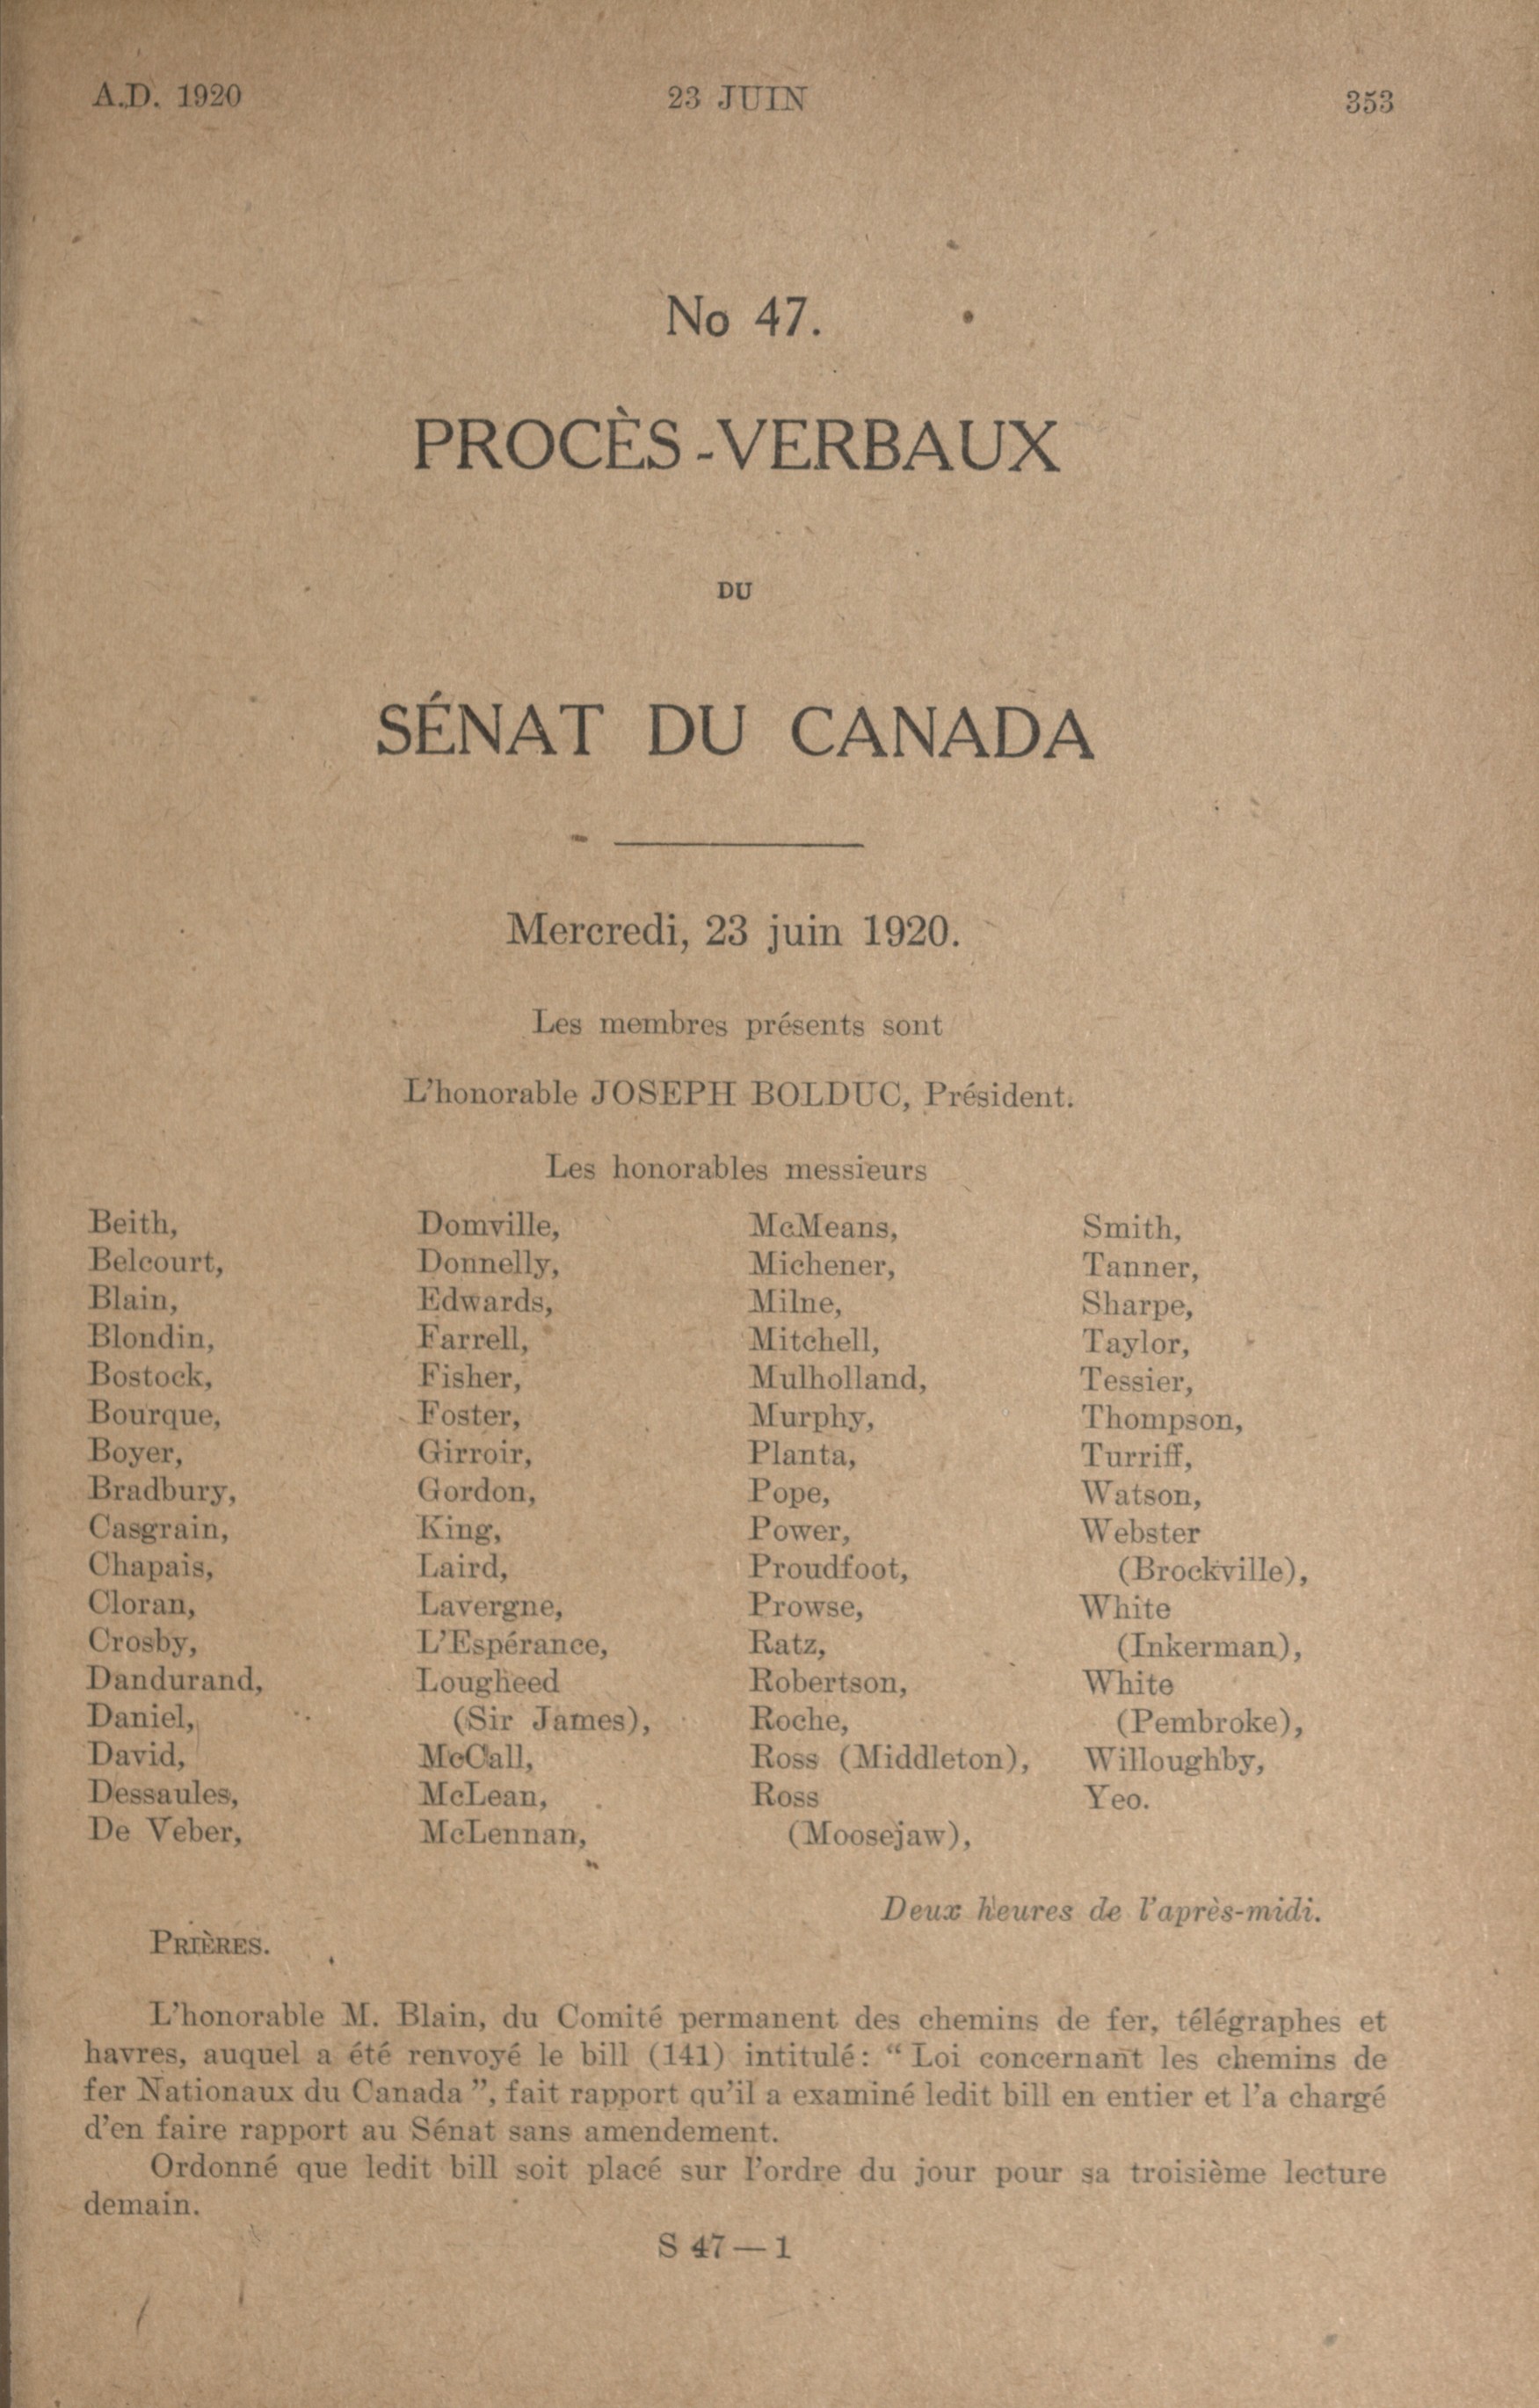 A.D. 1920
23 JUIN
353
No 47.
PROCÈS-VERBAUX
DU
SÉNAT DU CANADA
Mercredi, 23 juin 1920.
Les membres présents sont
L'honorable JOSEPH BOLDUC, Président.
Les honorables messieurs
Beith,
Belcourt,
Blain,
Blondin,
Bostock,
Bourque,
Boyer,
Bradbury,
Casgrain,
Chapais,
Cloran,
Crosby,
Dandurand,
Daniel,
David,
Dessaules,
De Veber,
Domville,
Donnelly,
Edwards,
Farrell,
Fisher,
Foster,
Girroir,
Gordon,
King,
Laird,
Lavergne,
L'Espérance,
Lougheed
(Sir James),
McCall,
McLean,
McLennan,
McMeans,
Michener,
Milne,
Mitchell,
Mulholland,
Murphy,
Planta,
Pope,
Power,
Proudfoot,
Prowse,
Ratz,
Robertson,
Roche,
Ross (Middleton),
Ross
(Moosejaw),
Smith,
Tanner,
Sharpe,
Taylor,
Tessier,
Thompson,
Turriff,
Watson,
Webster
(Brockville),
White
(Inkerman),
White
(Pembroke),
Willoughby,
Yeo.
Deux heures de l'après-midi.
PRIÈRES.
L'honorable M. Blain, du Comité permanent des chemins de fer, télégraphes et
havres, auquel a été renvoyé le bill (141) intitulé: “ Loi concernant les chemins de
fer Nationaux du Canada ”, fait rapport qu'il a examiné ledit bill en entier et l'a chargé
d'en faire rapport au Sénat sans amendement.
Ordonné que ledit bill soit placé sur l'ordre du jour pour sa troisième lecture
demain.
S 47—1